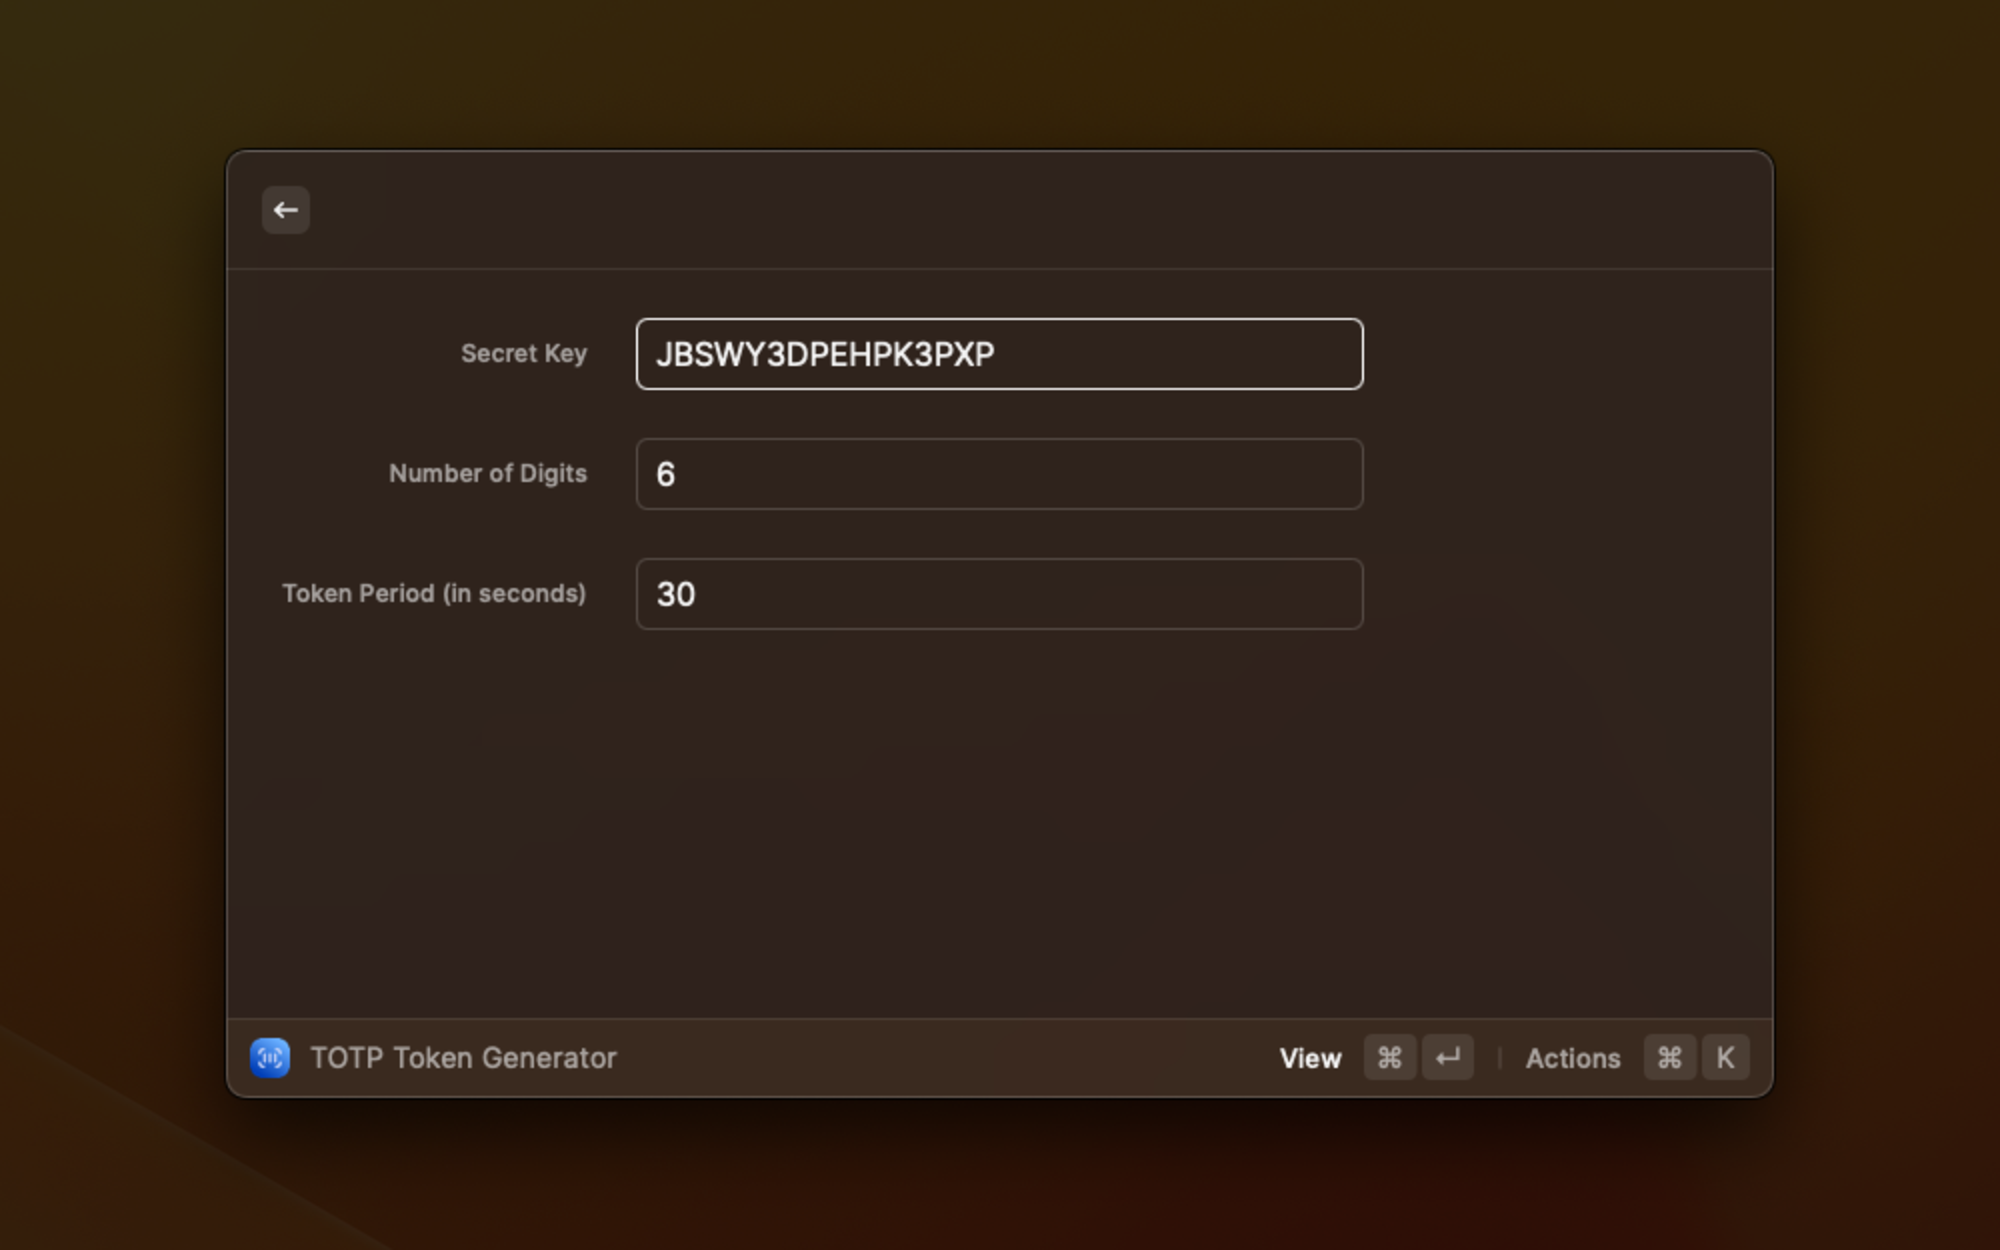 Secret Key JBSWY3DPEHPK3PXP
Number of Digits 6
Token Period (in seconds) 30
TOTP Token Generator View ⌘ ↵ Actions ⌘ K